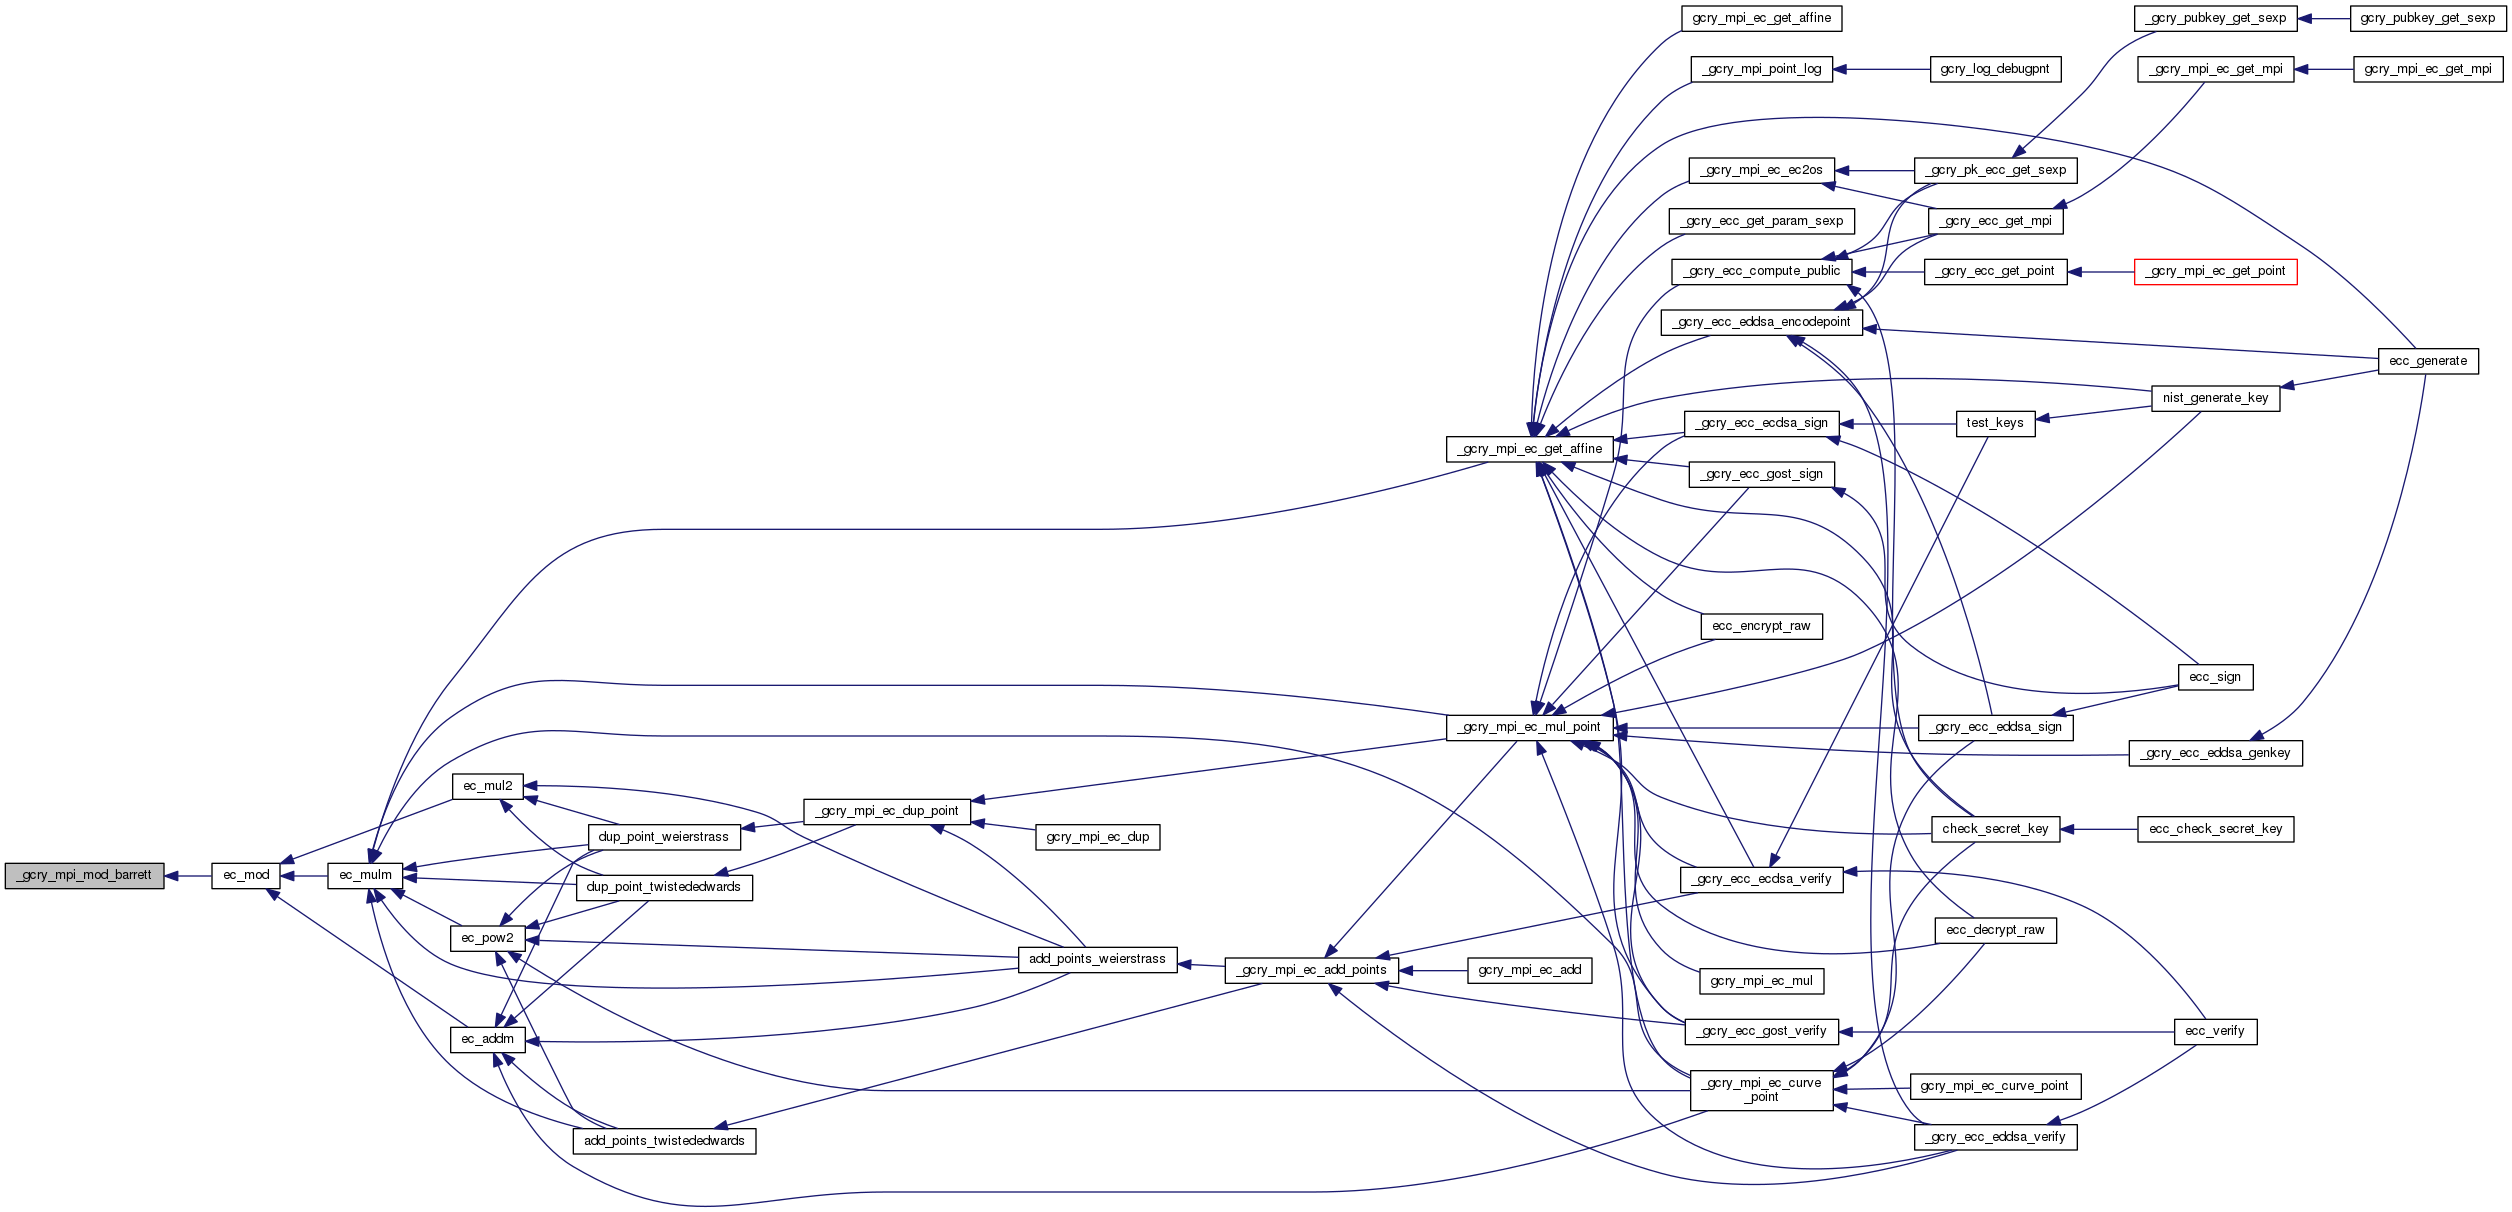 gcry_mpi_ec_get_affine
_gcry_pubkey_get_sexp
gcry_pubkey_get_sexp
_gcry_mpi_point_log
gcry_log_debugpnt
_gcry_mpi_ec_get_mpi
gcry_mpi_ec_get_mpi
_gcry_mpi_ec_ec2os
_gcry_pk_ecc_get_sexp
_gcry_ecc_get_param_sexp
_gcry_ecc_get_mpi
_gcry_ecc_compute_public
_gcry_ecc_get_point
_gcry_mpi_ec_get_point
_gcry_ecc_eddsa_encodepoint
ecc_generate
nist_generate_key
_gcry_ecc_ecdsa_sign
test_keys
_gcry_mpi_ec_get_affine
_gcry_ecc_gost_sign
ecc_encrypt_raw
ecc_sign
_gcry_mpi_ec_mul_point
_gcry_ecc_eddsa_sign
_gcry_ecc_eddsa_genkey
ec_mul2
_gcry_mpi_ec_dup_point
dup_point_weierstrass
gcry_mpi_ec_dup
check_secret_key
ecc_check_secret_key
_gcry_mpi_mod_barrett
ec_mod
ec_mulm
dup_point_twistededwards
_gcry_ecc_ecdsa_verify
ec_pow2
ecc_decrypt_raw
add_points_weierstrass
_gcry_mpi_ec_add_points
gcry_mpi_ec_add
gcry_mpi_ec_mul
ec_addm
_gcry_ecc_gost_verify
ecc_verify
_gcry_mpi_ec_curve
_point
gcry_mpi_ec_curve_point
add_points_twistededwards
_gcry_ecc_eddsa_verify